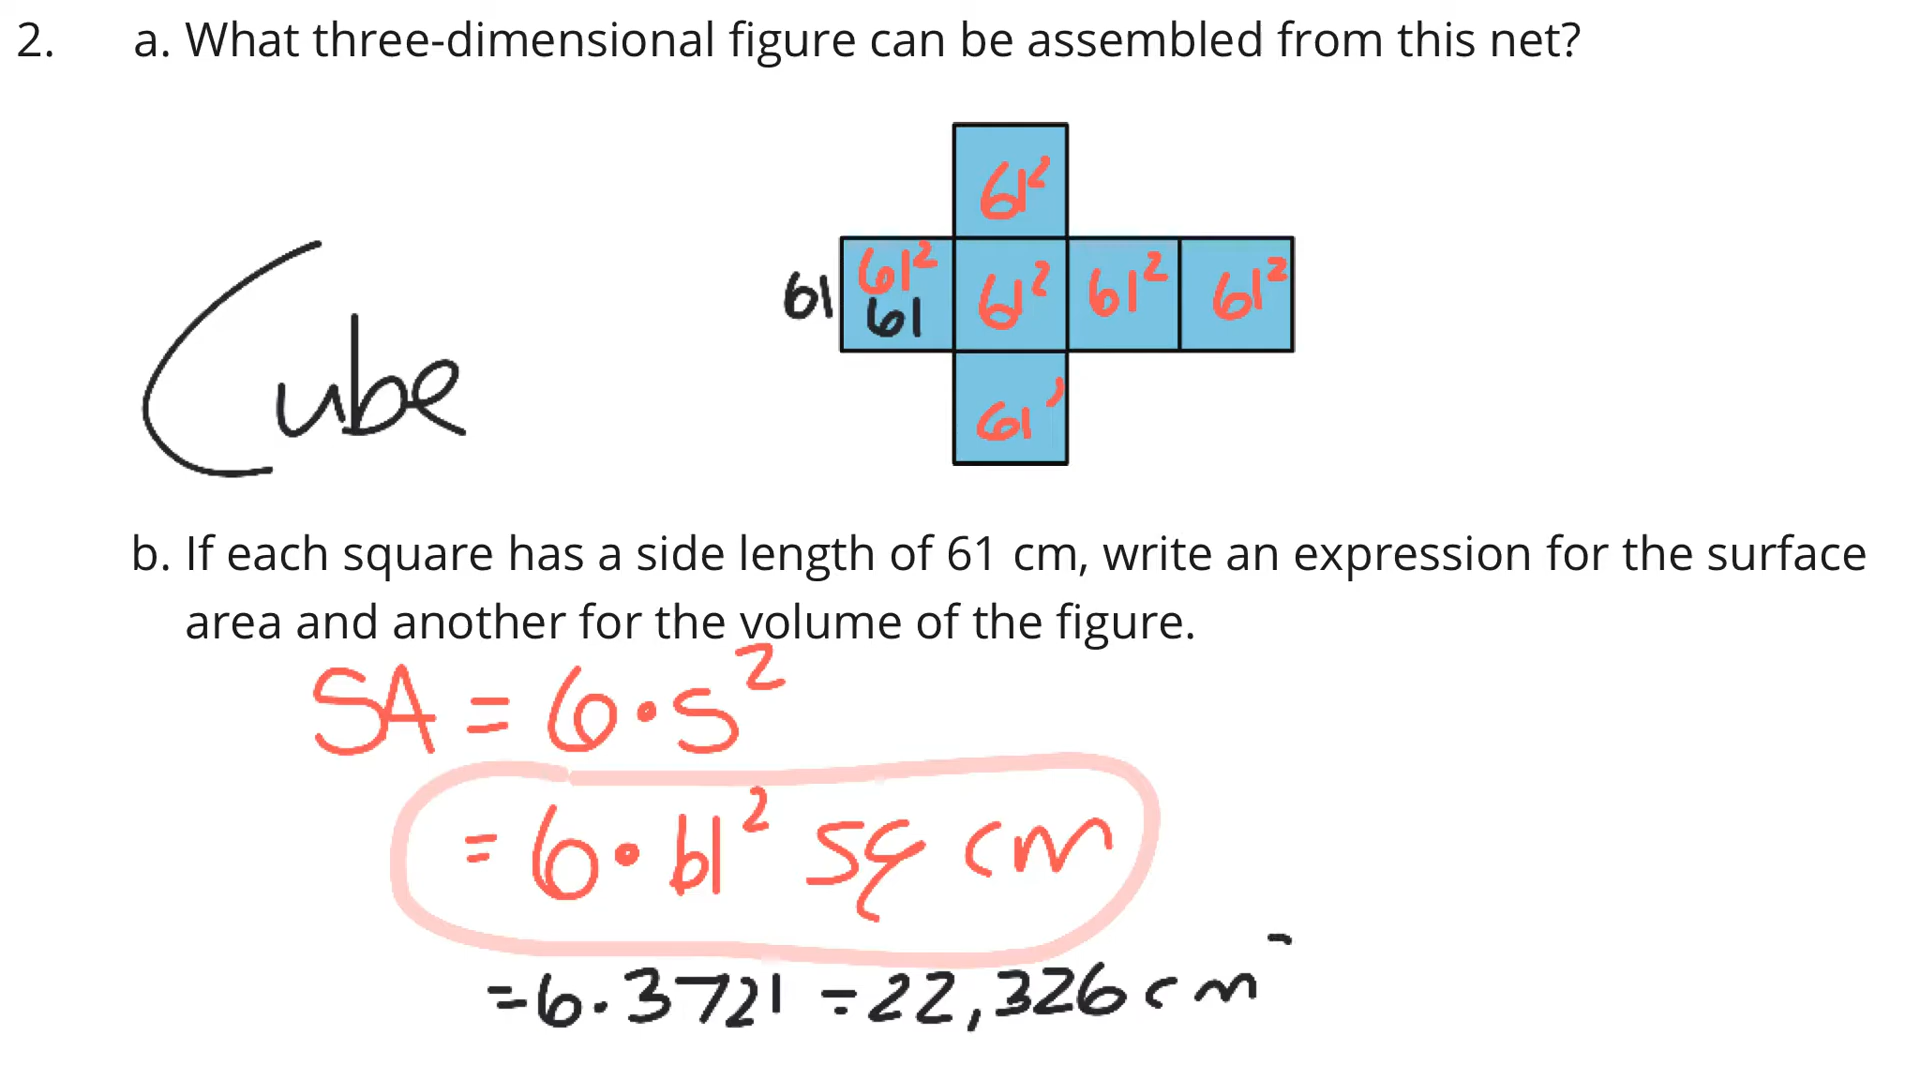 2. a. What three-dimensional figure can be assembled from this net?
61²
61 61² 61² 61² 61²
61
61
Cube
b. If each square has a side length of 61 cm, write an expression for the surface
area and another for the volume of the figure.
SA = 6·s²
= 6·61² sq cm
=6·3721 =22,326cm